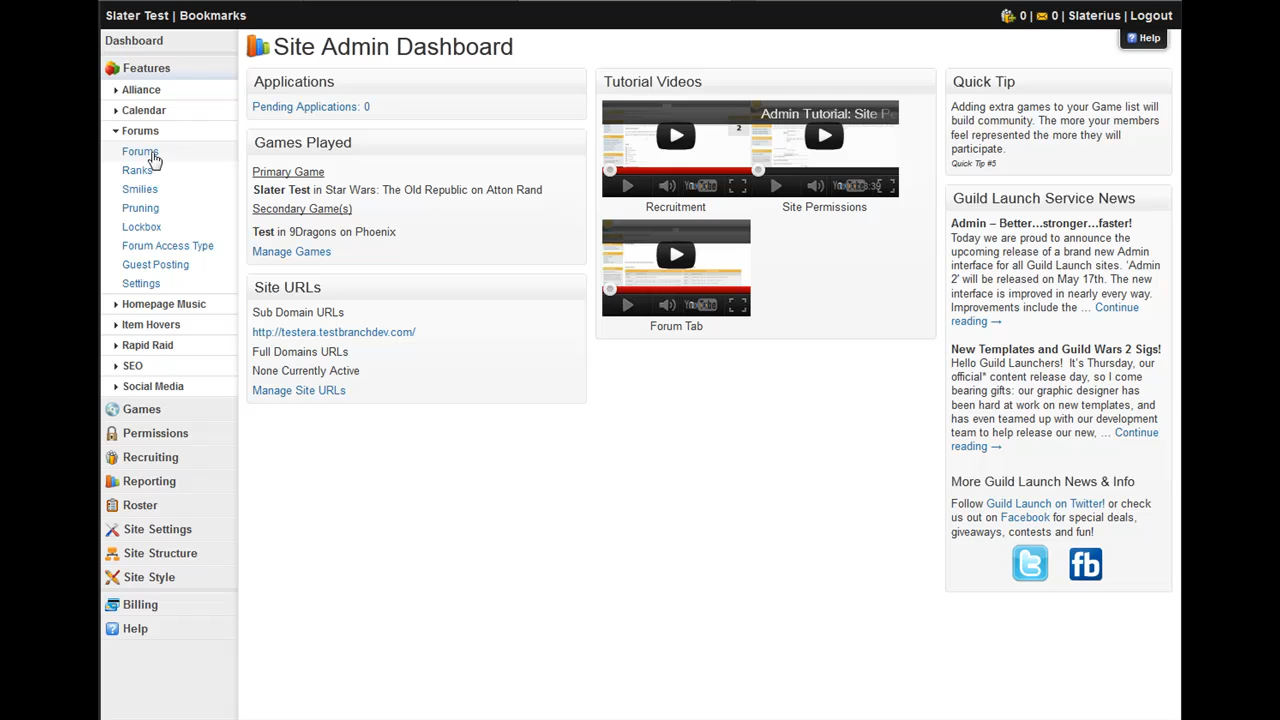 Slater Test | Bookmarks
0 | 0 | Slaterius | Logout
Dashboard
Features
Alliance
Calendar
Forums
Forums
Ranks
Smilies
Pruning
Lockbox
Forum Access Type
Guest Posting
Settings
Homepage Music
Item Hovers
Rapid Raid
SEO
Social Media
Games
Permissions
Recruiting
Reporting
Roster
Site Settings
Site Structure
Site Style
Billing
Help
Site Admin Dashboard
Help
Applications
Pending Applications: 0
Games Played
Primary Game
Slater Test in Star Wars: The Old Republic on Atton Rand
Secondary Game(s)
Test in 9Dragons on Phoenix
Manage Games
Site URLs
Sub Domain URLs
http://testera.testbranchdev.com/
Full Domains URLs
None Currently Active
Manage Site URLs
Tutorial Videos
2
Admin Tutorial: Site Pe
Recruitment
Site Permissions
Forum Tab
Quick Tip
Adding extra games to your Game list will
build community. The more your members
feel represented the more they will
participate.
Quick Tip #5
Guild Launch Service News
Admin – Better…stronger…faster!
Today we are proud to announce the
upcoming release of a brand new Admin
interface for all Guild Launch sites. ‘Admin
2’ will be released on May 17th. The new
interface is improved in nearly every way.
Improvements include the … Continue
reading →
New Templates and Guild Wars 2 Sigs!
Hello Guild Launchers! It’s Thursday, our
official* content release day, so I come
bearing gifts: our graphic designer has
been hard at work on new templates, and
has even teamed up with our development
team to help release our new, … Continue
reading →
More Guild Launch News & Info
Follow Guild Launch on Twitter! or check
us out on Facebook for special deals,
giveaways, contests and fun!
fb